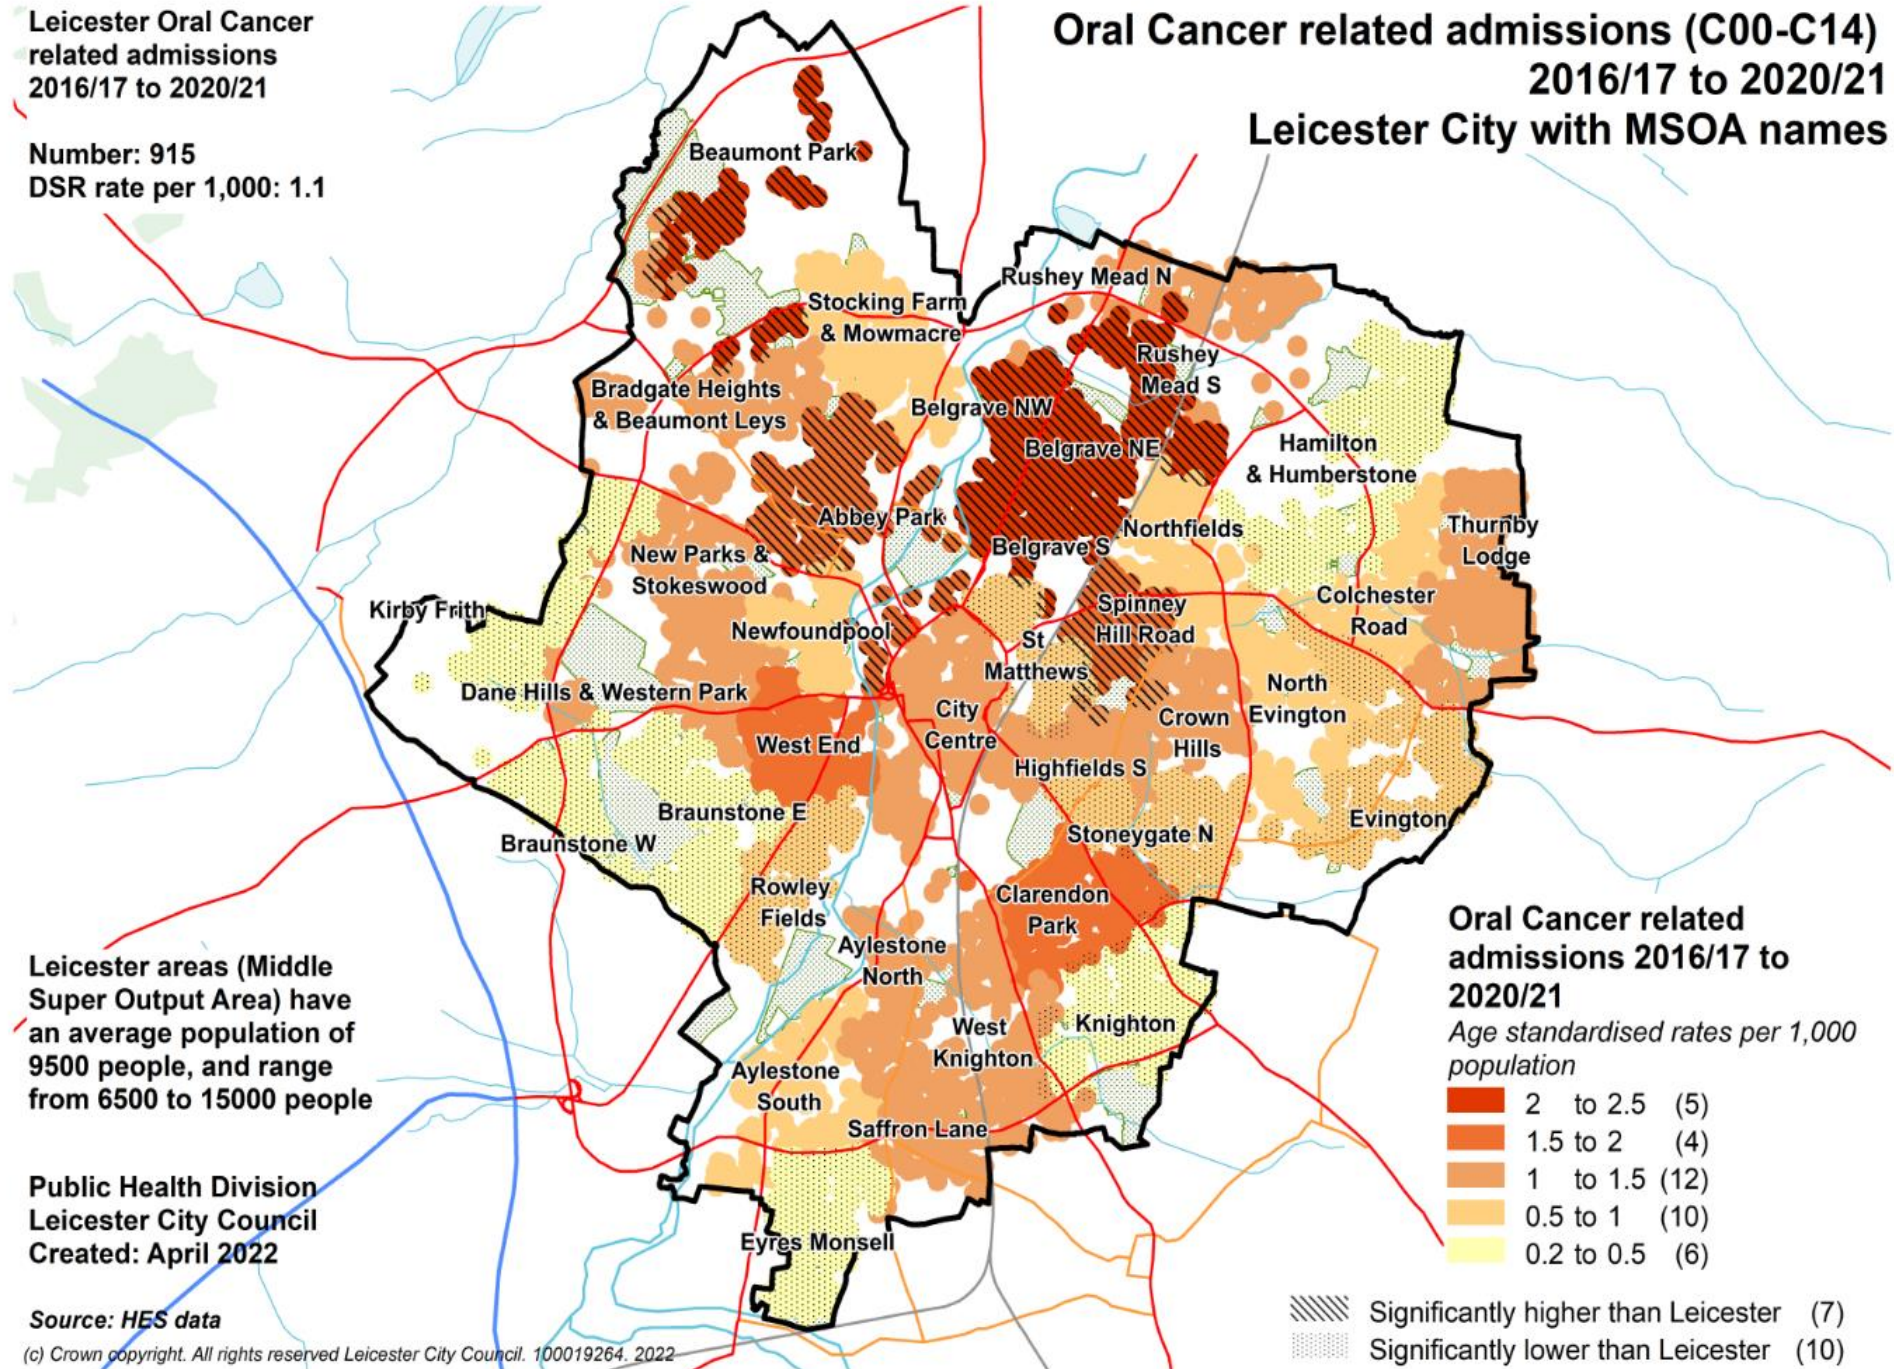 Leicester Oral Cancer
related admissions
2016/17 to 2020/21
Number: 915
DSR rate per 1,000: 1.1
Oral Cancer related admissions (C00-C14)
2016/17 to 2020/21
Leicester City with MSOA names
Beaumont Park
Rushey Mead N
Stocking Farm
& Mowmacre
Rushey
Mead S
Bradgate Heights
& Beaumont Leys
Belgrave NW
Belgrave NE
Hamilton
& Humberstone
Abbey Park
Belgrave S
Northfields
Thurnby
Lodge
New Parks &
Stokeswood
Kirby Frith
Newfoundpool
Spinney
Hill Road
Colchester
Road
St
Matthews
Dane Hills & Western Park
North
Evington
City
Centre
Crown
Hills
West End
Highfields S
Braunstone E
Evington
Braunstone W
Stoneygate N
Rowley
Fields
Clarendon
Park
Aylestone
North
West
Knighton
Knighton
Aylestone
South
Saffron Lane
Eyres Monsell
Leicester areas (Middle
Super Output Area) have
an average population of
9500 people, and range
from 6500 to 15000 people
Public Health Division
Leicester City Council
Created: April 2022
Source: HES data
(c) Crown copyright. All rights reserved Leicester City Council. 100019264. 2022
Oral Cancer related
admissions 2016/17 to
2020/21
Age standardised rates per 1,000
population
2 to 2.5 (5)
1.5 to 2 (4)
1 to 1.5 (12)
0.5 to 1 (10)
0.2 to 0.5 (6)
Significantly higher than Leicester (7)
Significantly lower than Leicester (10)